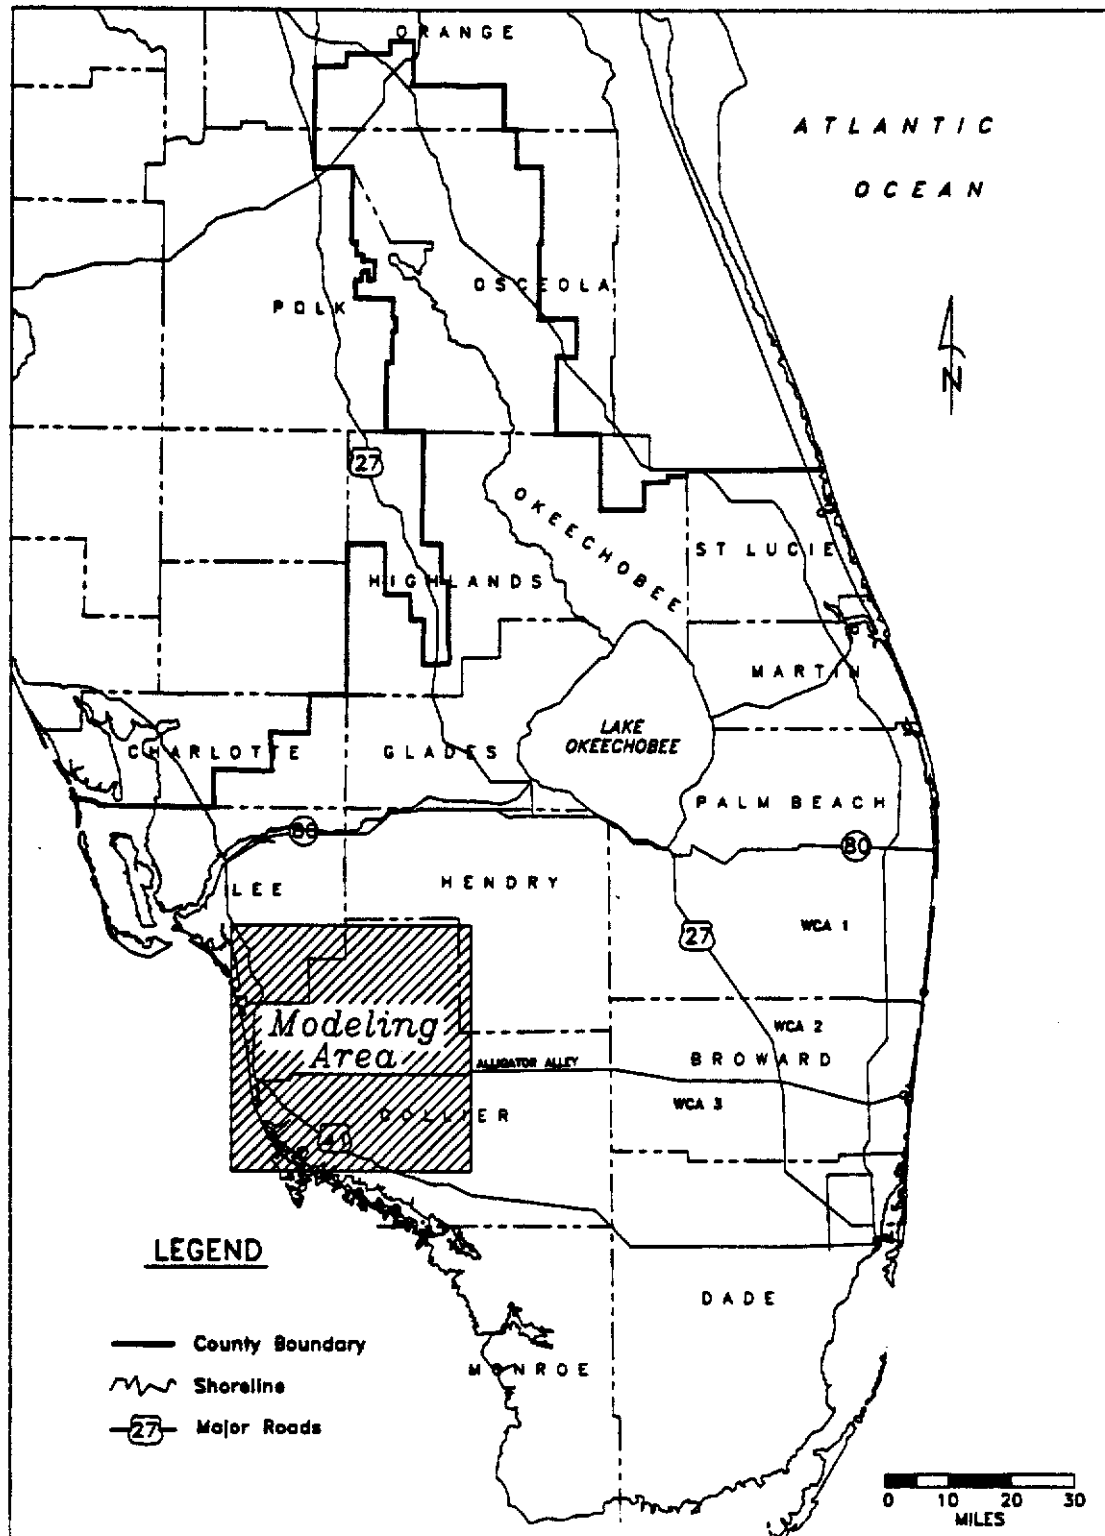 ORANGE
ATLANTIC
OCEAN
OSCEOLA
POLK
N
27
OKEECHOBEE
ST LUCIE
HIGHLANDS
MARTIN
LAKE
OKEECHOBEE
CHARLOTTE
GLADES
PALM BEACH
80
80
LEE
HENDRY
WCA 1
27
Modeling
Area
WCA 2
ALLIGATOR ALLEY
BROWARD
WCA 3
COLLIER
41
LEGEND
DADE
County Boundary
MONROE
Shoreline
27 Major Roads
0 10 20 30
MILES